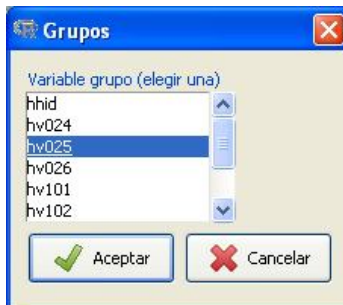 Grupos
Variable grupo (elegir una)
hhid
hv024
hv025
hv026
hv101
hv102
Aceptar
Cancelar